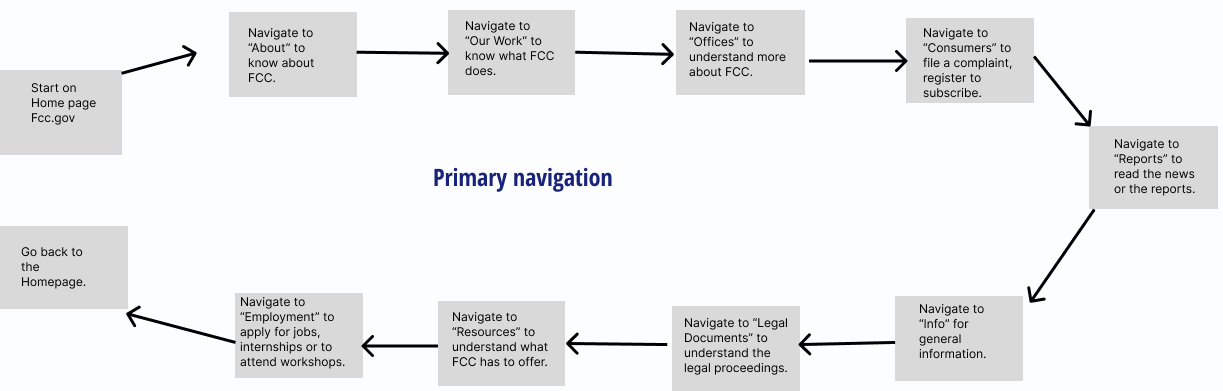 Start on
Home page
Fcc.gov
Navigate to
“About” to
know about
FCC.
Navigate to
“Our Work” to
know what FCC
does.
Navigate to
“Offices” to
understand more
about FCC.
Navigate to
“Consumers” to
file a complaint,
register to
subscribe.
Navigate to
“Reports” to
read the news
or the reports.
Primary navigation
Navigate to
“Info” for
general
information.
Navigate to “Legal
Documents” to
understand the
legal proceedings.
Navigate to
“Resources” to
understand what
FCC has to offer.
Navigate to
“Employment” to
apply for jobs,
internships or to
attend workshops.
Go back to
the
Homepage.